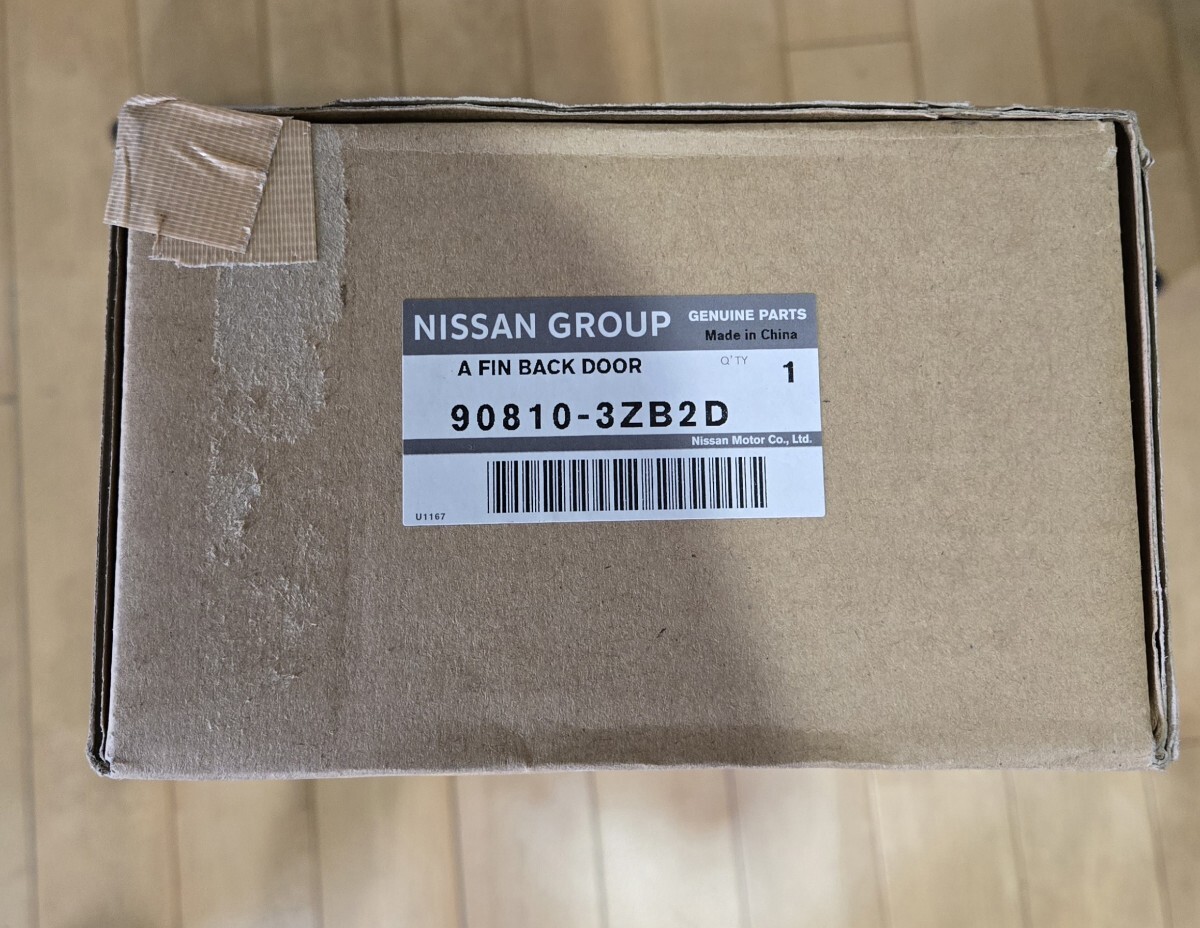 NISSAN GROUP GENUINE PARTS
Made in China
A FIN BACK DOOR Q'TY 1
90810-3ZB2D
Nissan Motor Co., Ltd.
U1167